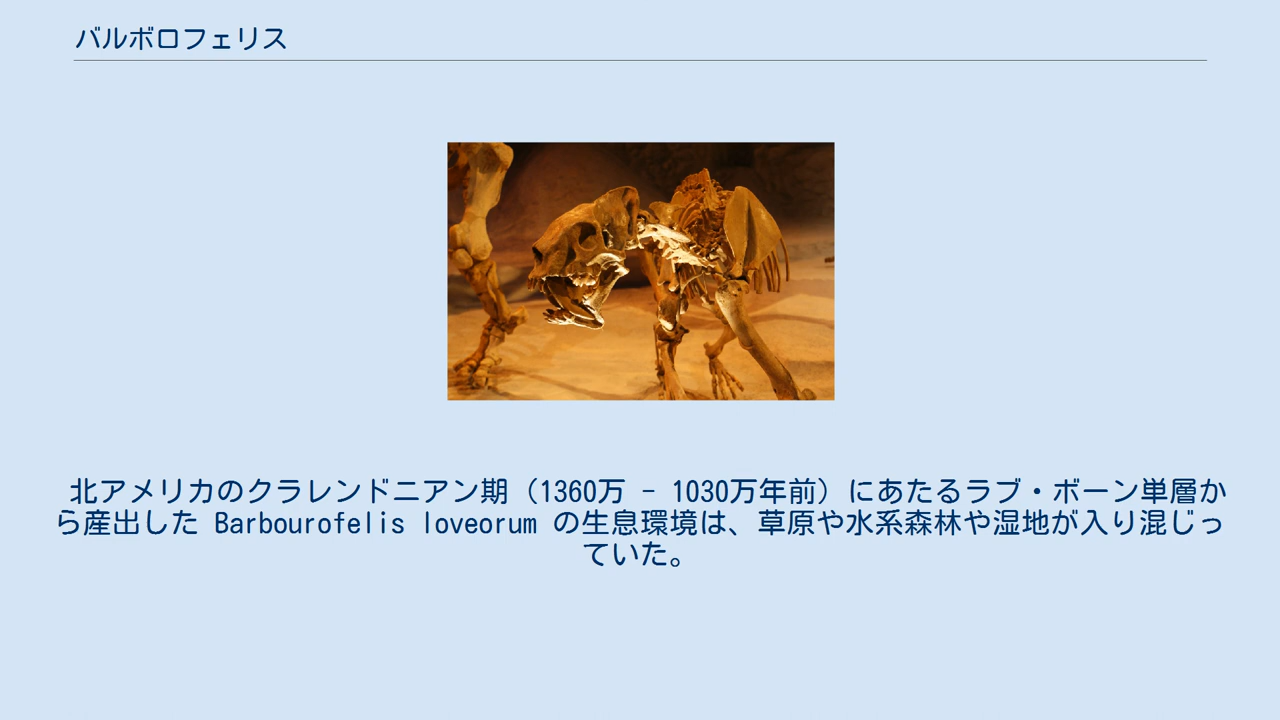 バルボロフェリス
北アメリカのクラレンドニアン期（1360万 - 1030万年前）にあたるラブ・ボーン単層か
ら産出した Barbourofelis loveorum の生息環境は、草原や水系森林や湿地が入り混じっ
ていた。